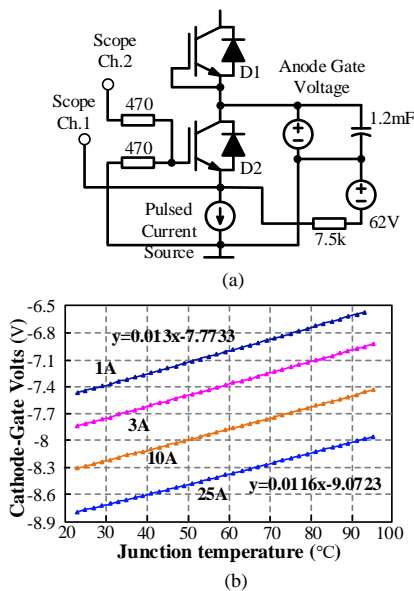 (a)
Scope
Ch.2
Scope
Ch.1
470
470
D1
D2
Anode Gate
Voltage
1.2mF
Pulsed
Current
Source
7.5k
62V
(b)
Cathode-Gate Volts (V)
-6.5
-6.8
-7.1
-7.4
-7.7
-8
-8.3
-8.6
-8.9
y=0.013x-7.7733
1A
3A
10A
25A
y=0.0116x-9.0723
20 30 40 50 60 70 80 90 100
Junction temperature (°C)